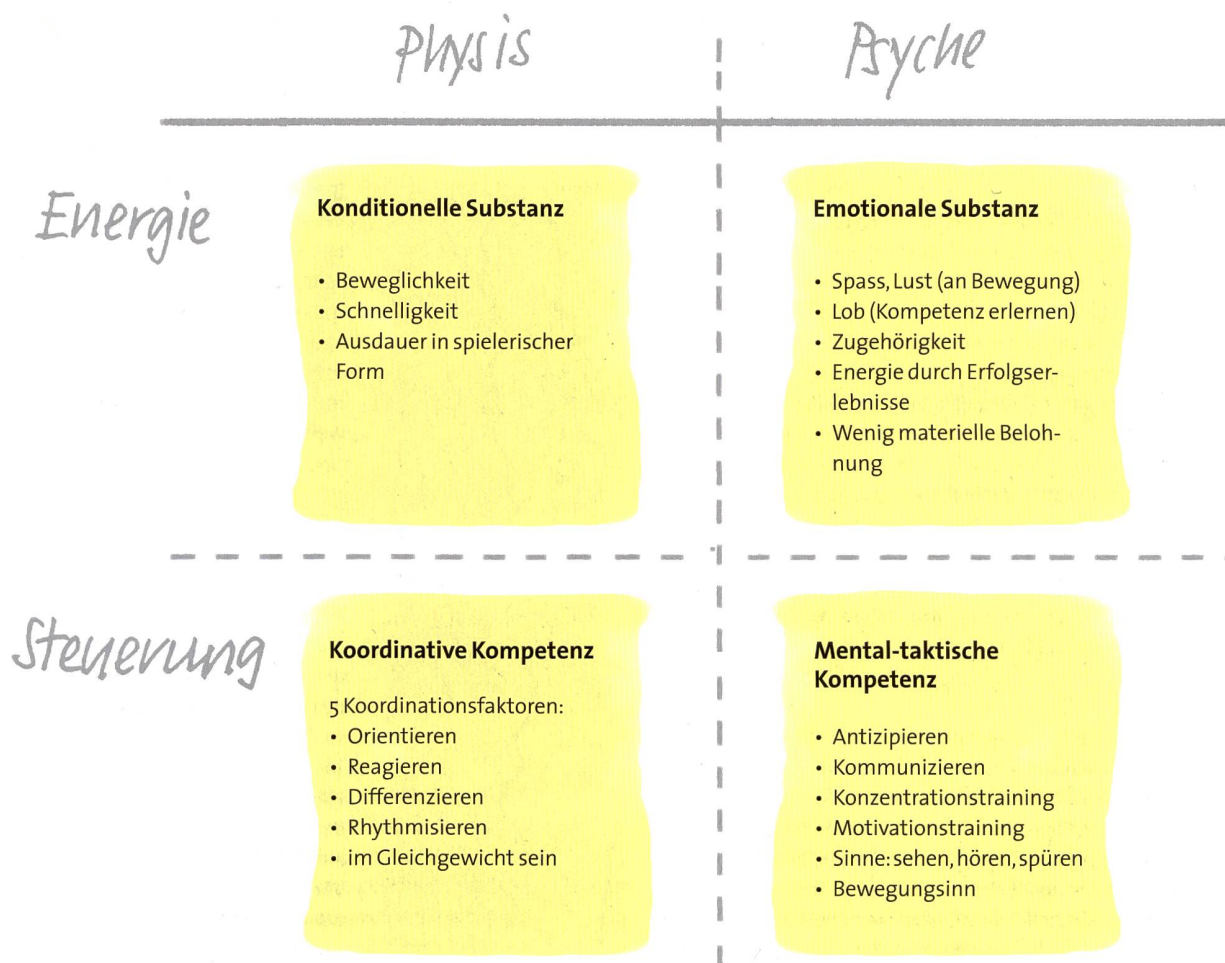 Physis
Psyche
Energie
Konditionelle Substanz
• Beweglichkeit
• Schnelligkeit
• Ausdauer in spielerischer
Form
Emotionale Substanz
• Spass, Lust (an Bewegung)
• Lob (Kompetenz erlernen)
• Zugehörigkeit
• Energie durch Erfolgser-
lebnisse
• Wenig materielle Beloh-
nung
Steuerung
Koordinative Kompetenz
5 Koordinationsfaktoren:
• Orientieren
• Reagieren
• Differenzieren
• Rhythmisieren
• im Gleichgewicht sein
Mental-taktische
Kompetenz
• Antizipieren
• Kommunizieren
• Konzentrationstraining
• Motivationstraining
• Sinne: sehen, hören, spüren
• Bewegungsinn